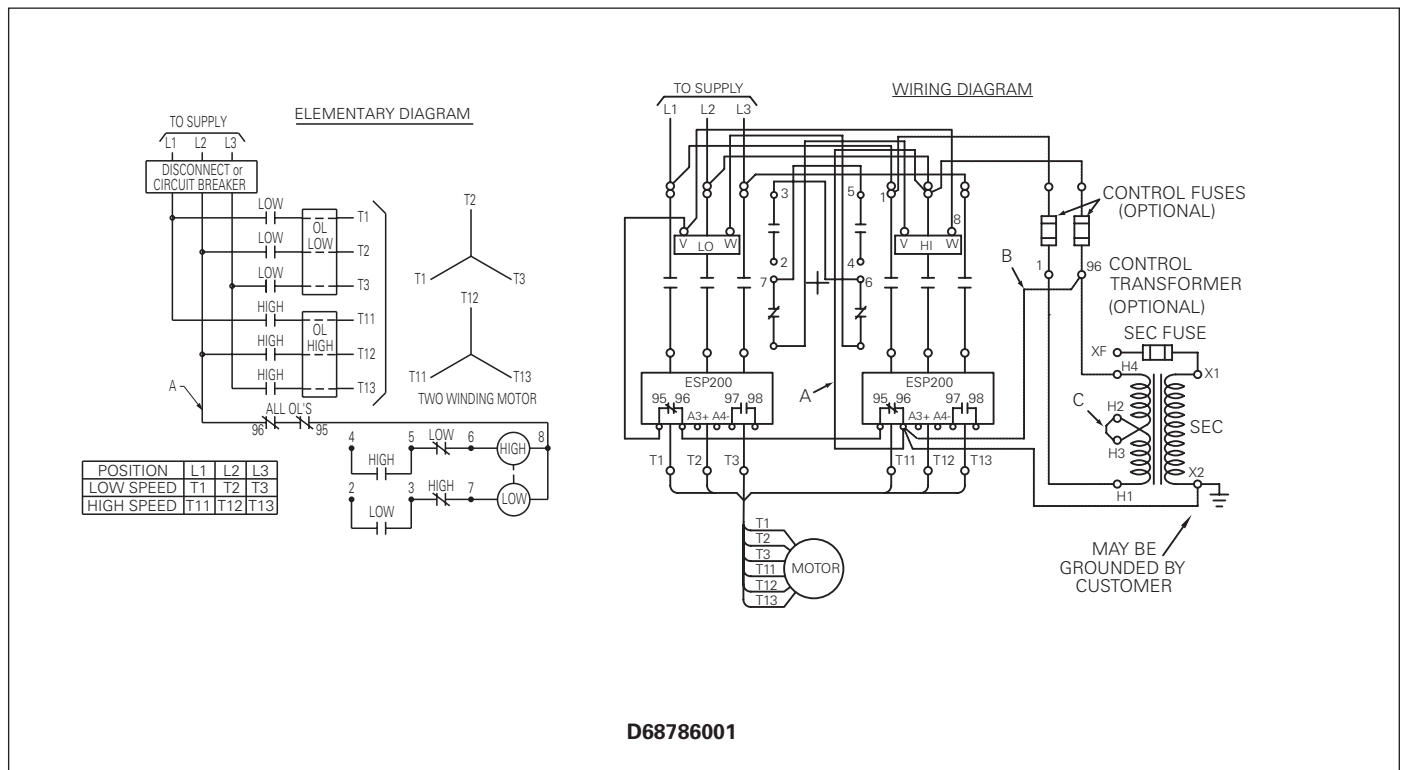 ELEMENTARY DIAGRAM
TO SUPPLY
L1 L2 L3
DISCONNECT or
CIRCUIT BREAKER
LOW
OL
LOW
T1
LOW
T2
LOW
T3
HIGH
OL
HIGH
T11
HIGH
T12
HIGH
T13
A
ALL OL'S
96 95
T2
T1 T3
T12
T11 T13
TWO WINDING MOTOR
4 5 LOW 6 HIGH 8
HIGH
2 3 HIGH 7 LOW
LOW
POSITION L1 L2 L3
LOW SPEED T1 T2 T3
HIGH SPEED T11 T12 T13
WIRING DIAGRAM
TO SUPPLY
L1 L2 L3
3 5 1 8
V LO W
V HI W
2 4
7 6
CONTROL FUSES
(OPTIONAL)
B
1 96
CONTROL
TRANSFORMER
(OPTIONAL)
SEC FUSE
XF
H4 X1
C
H2
H3
SEC
H1 X2
A
ESP200
95 96 97 98
A3+ A4-
ESP200
95 96 97 98
A3+ A4-
T1 T2 T3
T11 T12 T13
T1
T2
T3
T11
T12
T13
MOTOR
MAY BE
GROUNDED BY
CUSTOMER
D68786001